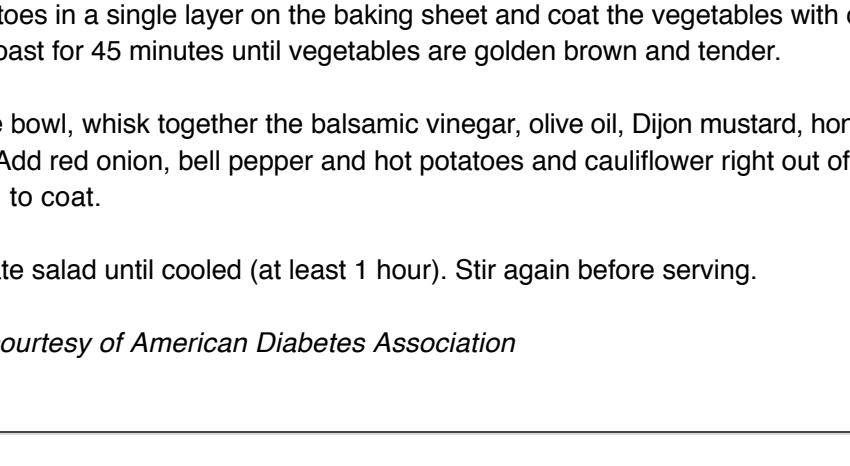 toes in a single layer on the baking sheet and coat the vegetables with
oast for 45 minutes until vegetables are golden brown and tender.
bowl, whisk together the balsamic vinegar, olive oil, Dijon mustard, hon
Add red onion, bell pepper and hot potatoes and cauliflower right out of
to coat.
te salad until cooled (at least 1 hour). Stir again before serving.
ourtesy of American Diabetes Association